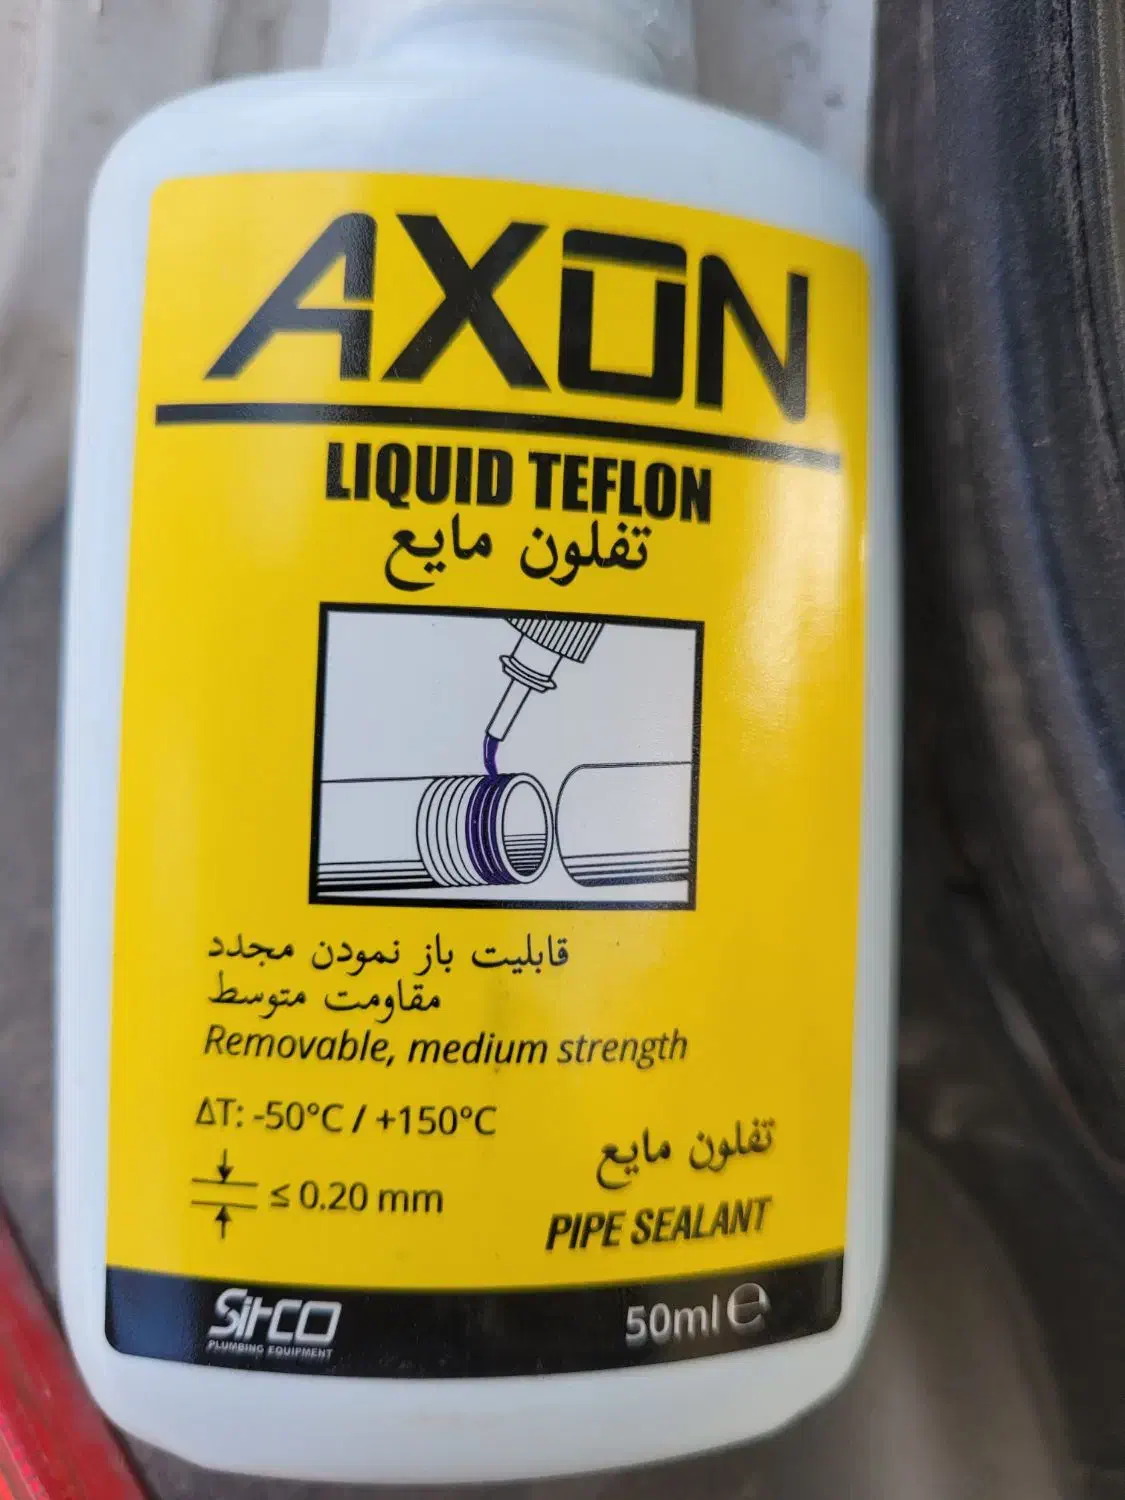 AXON
LIQUID TEFLON
تفلون مایع
قابلیت باز نمودن مجدد
مقاومت متوسط
Removable, medium strength
ΔT: -50°C / +150°C
≤ 0.20 mm
تفلون مایع
PIPE SEALANT
SitCO
PLUMBING EQUIPMENT
50ml ℮